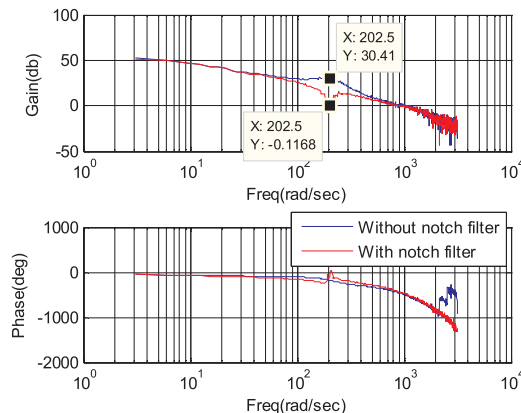 100
50
0
50
Gain(db)
X: 202.5
Y: 30.41
X: 202.5
Y: -0.1168
10^0
10^1
10^2
10^3
10^4
Freq(rad/sec)
1000
0
-1000
-2000
Phase(deg)
Without notch filter
With notch filter
10^0
10^1
10^2
10^3
10^4
Freq(rad/sec)